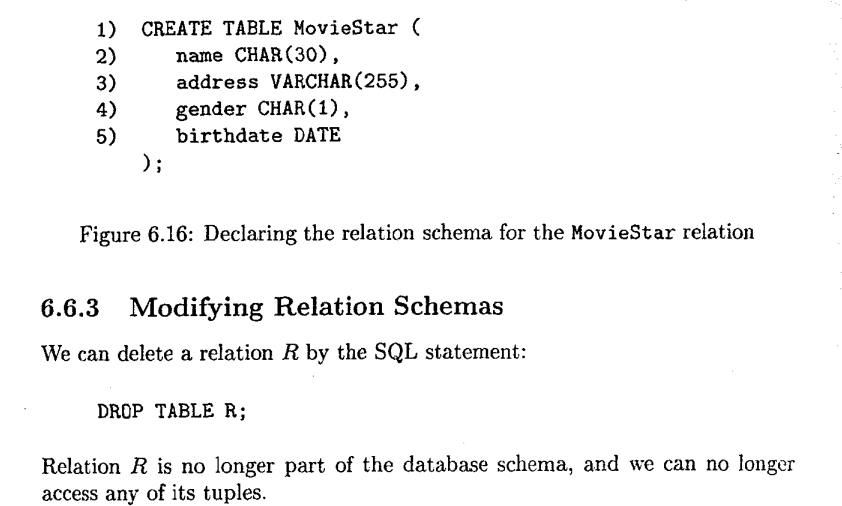 1) CREATE TABLE MovieStar (
2) name CHAR(30),
3) address VARCHAR(255),
4) gender CHAR(1),
5) birthdate DATE
);
Figure 6.16: Declaring the relation schema for the MovieStar relation
6.6.3 Modifying Relation Schemas
We can delete a relation R by the SQL statement:
DROP TABLE R;
Relation R is no longer part of the database schema, and we can no longer
access any of its tuples.